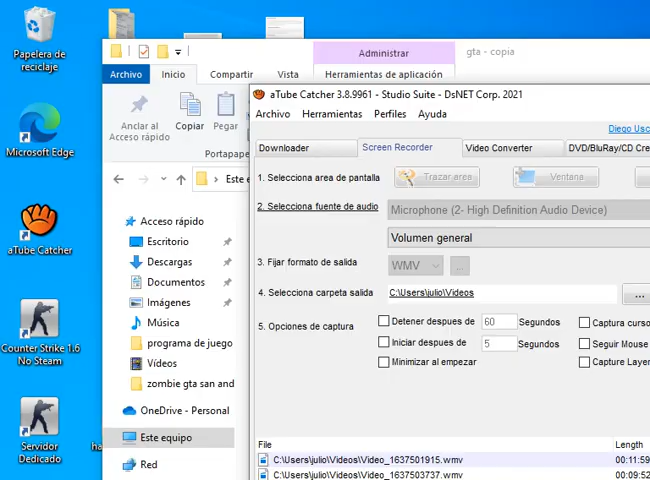 Papelera de
reciclaje
Microsoft Edge
aTube Catcher
Counter Strike 1.6
No Steam
Servidor
Dedicado
ha
Administrar
gta - copia
Archivo
Inicio
Compartir
Vista
Herramientas de aplicación
Anclar al
Acceso rápido
Copiar
Pegar
Portapape
Este e
Acceso rápido
Escritorio
Descargas
Documentos
Imágenes
Música
programa de juego
Vídeos
zombie gta san and
OneDrive - Personal
Este equipo
Red
aTube Catcher 3.8.9961 - Studio Suite - DsNET Corp. 2021
Archivo Herramientas Perfiles Ayuda
Diego Usc
Downloader
Screen Recorder
Video Converter
DVD/BluRay/CD Cre
1. Selecciona area de pantalla
Trazar area
Ventana
2. Selecciona fuente de audio
Microphone (2- High Definition Audio Device)
Volumen general
3. Fijar formato de salida
WMV
...
4. Selecciona carpeta salida
C:\Users\julio\Videos
...
5. Opciones de captura
Detener despues de 60 Segundos
Captura curso
Iniciar despues de 5 Segundos
Seguir Mouse
Minimizar al empezar
Capture Layer
File
Length
C:\Users\julio\Videos\Video_1637501915.wmv
00:11:59
C:\Users\julio\Videos\Video_1637503737.wmv
00:09:52